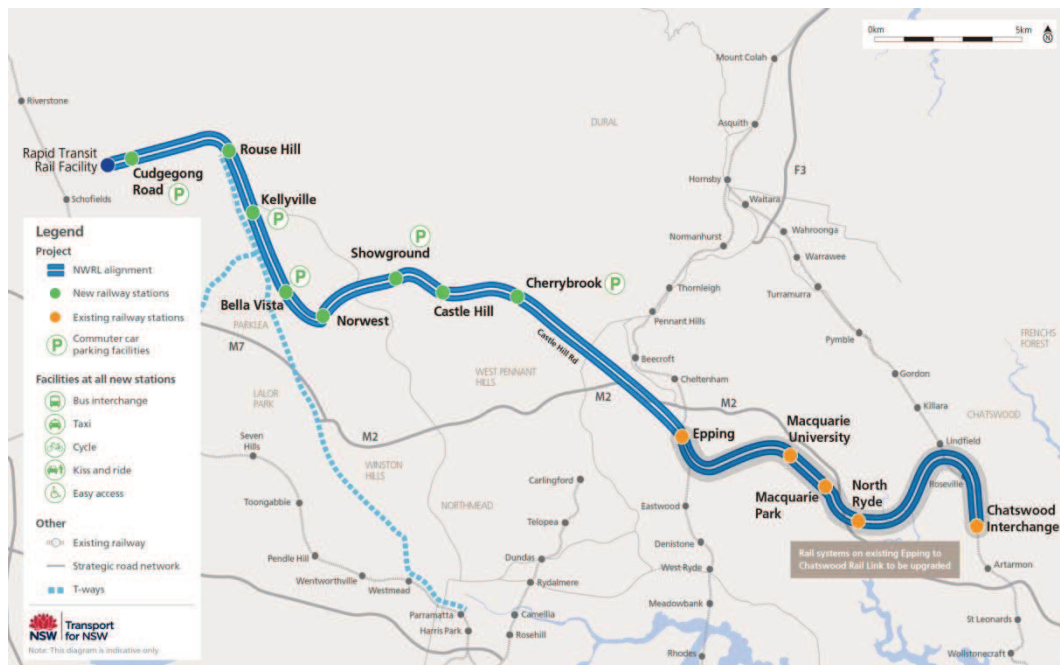 0km
5km
N
Mount Colah
Riverstone
Asquith
DURAL
Rapid Transit
Rail Facility
Rouse Hill
F3
Cudgegong
Road
P
Hornsby
Waitara
Schofields
Kellyville
P
Normanhurst
Wahroonga
Warrawee
Showground
P
Thornleigh
Turramurra
Cherrybrook
P
Bella Vista
P
Norwest
Castle Hill
Pennant Hills
FRENCHS
FOREST
PARKLEA
M7
Castle Hill Rd
Pymble
Beecroft
WEST PENNANT
HILLS
Cheltenham
Gordon
LALOR
PARK
M2
M2
M2
Killara
CHATSWOOD
Seven
Hills
Epping
Macquarie
University
Lindfield
WINSTON
HILLS
Carlingford
Macquarie
Park
North
Ryde
Roseville
Toongabbie
NORTHMEAD
Eastwood
Chatswood
Interchange
Telopea
Pendle Hill
Denistone
Rail systems on existing Epping to
Chatswood Rail Link to be upgraded
Dundas
Wentworthville
Westmead
Rydalmere
West Ryde
Artarmon
Parramatta
Camellia
Meadowbank
St Leonards
Harris Park
Rosehill
Rhodes
Wollstonecraft
Legend
Project
NWRL alignment
New railway stations
Existing railway stations
P
Commuter car
parking facilities
Facilities at all new stations
Bus interchange
Taxi
Cycle
Kiss and ride
Easy access
Other
Existing railway
Strategic road network
T-ways
NSW
GOVERNMENT
Transport
for NSW
Note: This diagram is indicative only